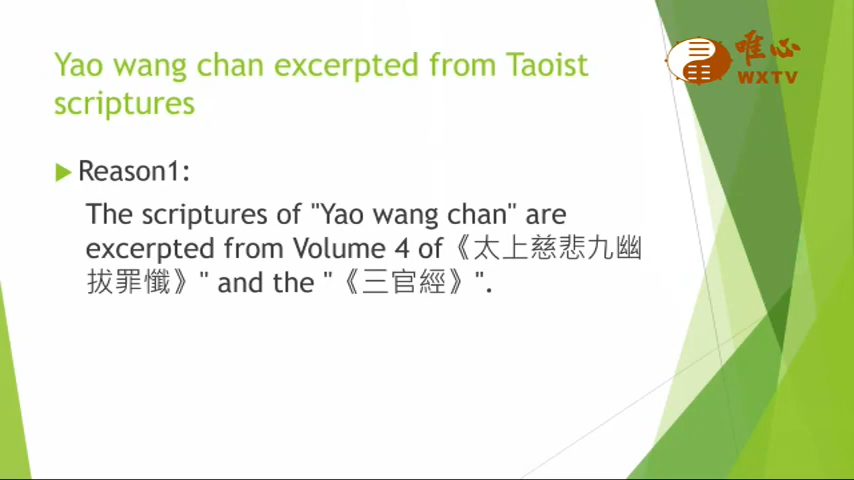 Yao wang chan excerpted from Taoist
scriptures
唯心
WXTV
Reason1:
The scriptures of "Yao wang chan" are
excerpted from Volume 4 of《太上慈悲九幽
拔罪懺》" and the "《三官經》".